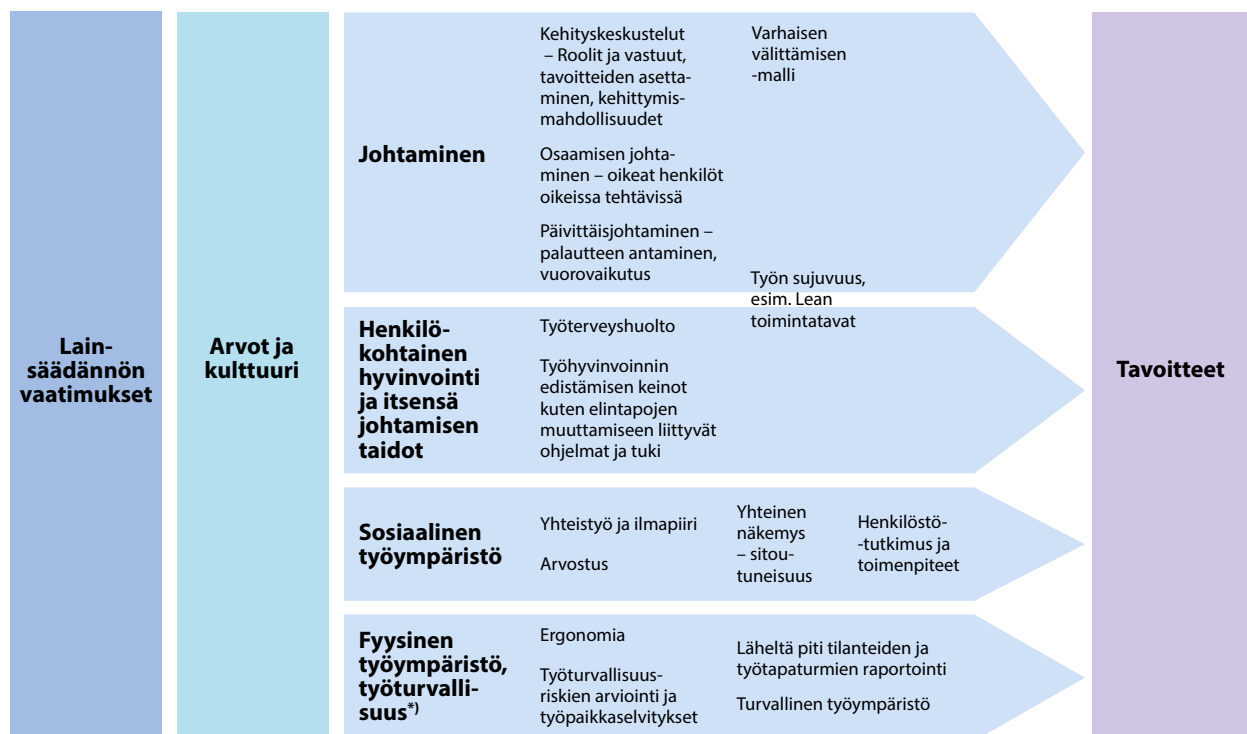 Lain-
säädännön
vaatimukset
Arvot ja
kulttuuri
Johtaminen
Kehityskeskustelut
– Roolit ja vastuut,
tavoitteiden asetta-
minen, kehittymis-
mahdollisuudet
Osaamisen johta-
minen – oikeat henkilöt
oikeissa tehtävissä
Päivittäisjohtaminen –
palautteen antaminen,
vuorovaikutus
Varhaisen
välittämisen
-malli
Työn sujuvuus,
esim. Lean
toimintatavat
Henkilö-
kohtainen
hyvinvointi
ja itsensä
johtamisen
taidot
Työterveyshuolto
Työhyvinvoinnin
edistämisen keinot
kuten elintapojen
muuttamiseen liittyvät
ohjelmat ja tuki
Sosiaalinen
työympäristö
Yhteistyö ja ilmapiiri
Arvostus
Yhteinen
näkemys
– sitou-
tuneisuus
Henkilöstö-
-tutkimus ja
toimenpiteet
Fyysinen
työympäristö,
työturvalli-
suus*)
Ergonomia
Työturvallisuus-
riskien arviointi ja
työpaikkaselvitykset
Läheltä piti tilanteiden ja
työtapaturmien raportointi
Turvallinen työympäristö
Tavoitteet